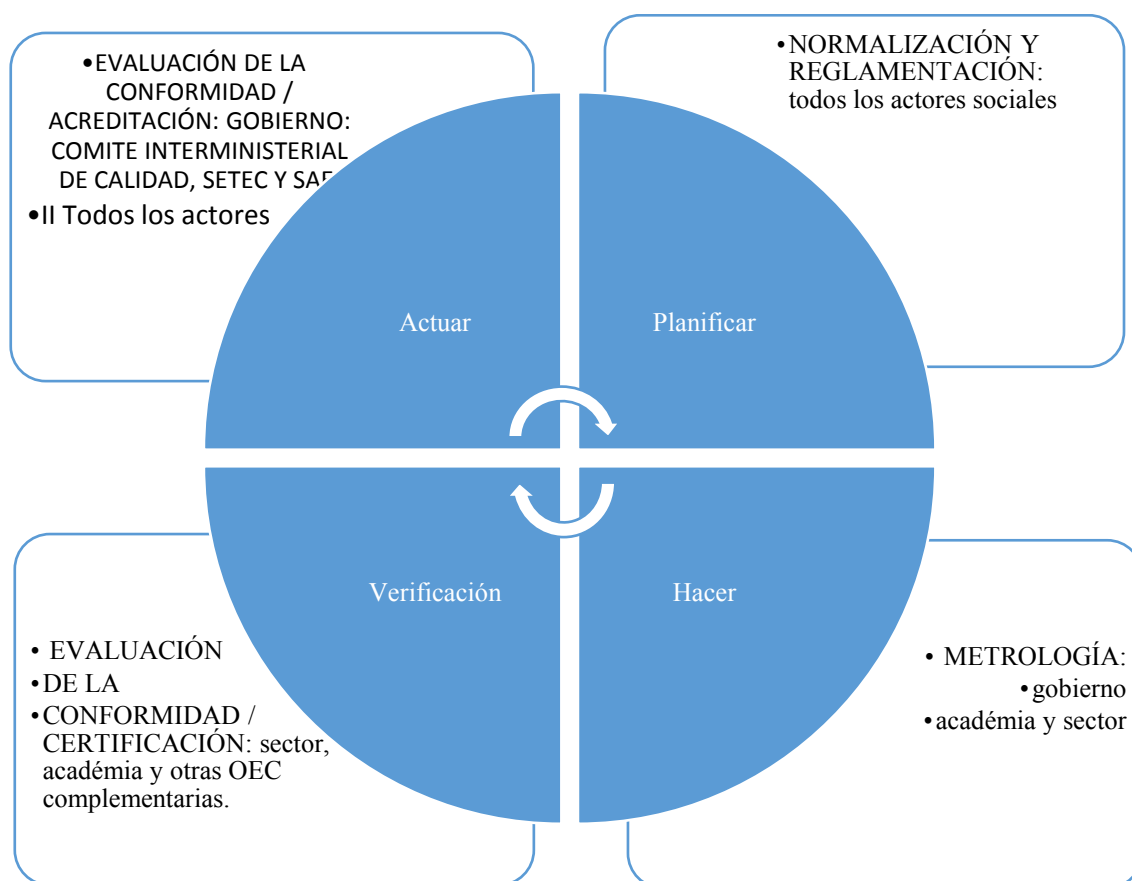 •EVALUACIÓN DE LA
CONFORMIDAD /
ACREDITACIÓN: GOBIERNO:
COMITE INTERMINISTERIAL
DE CALIDAD, SETEC Y
•II Todos los actores
•NORMALIZACIÓN Y
REGLAMENTACIÓN:
todos los actores sociales
Actuar
Planificar
Verificación
Hacer
• EVALUACIÓN
•DE LA
•CONFORMIDAD /
CERTIFICACIÓN: sector,
académia y otras OEC
complementarias.
• METROLOGÍA:
•gobierno
•académia y sector